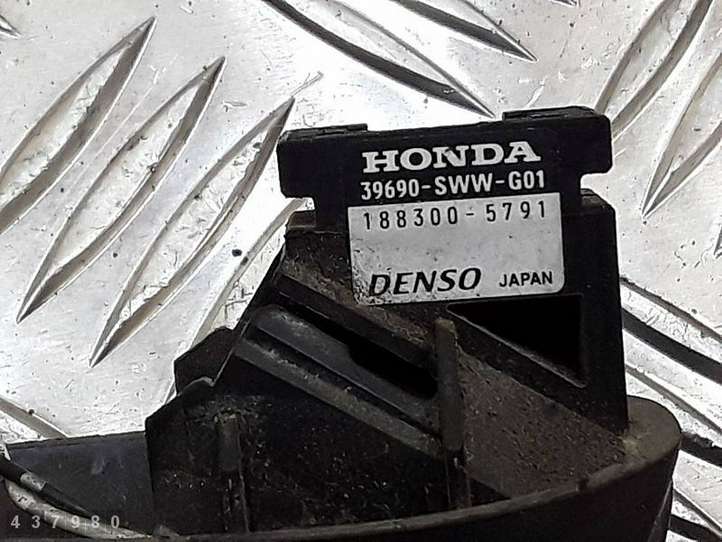 HONDA
39690-SWW-G01
188300-5791
DENSO JAPAN
437980